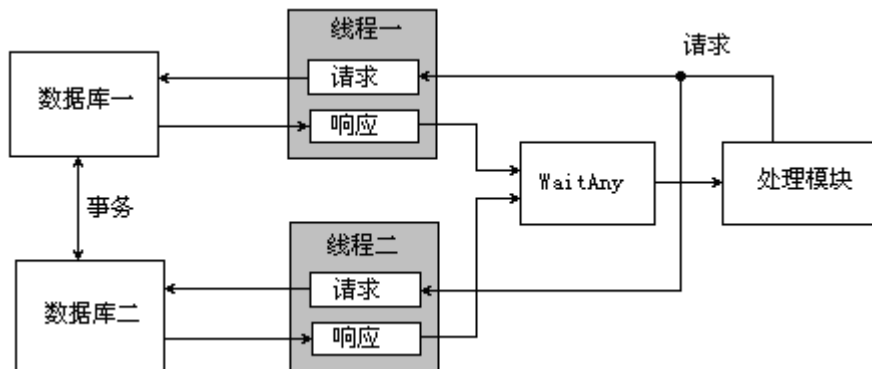 线程一
请求
请求
数据库一
响应
WaitAny
处理模块
事务
线程二
请求
数据库二
响应